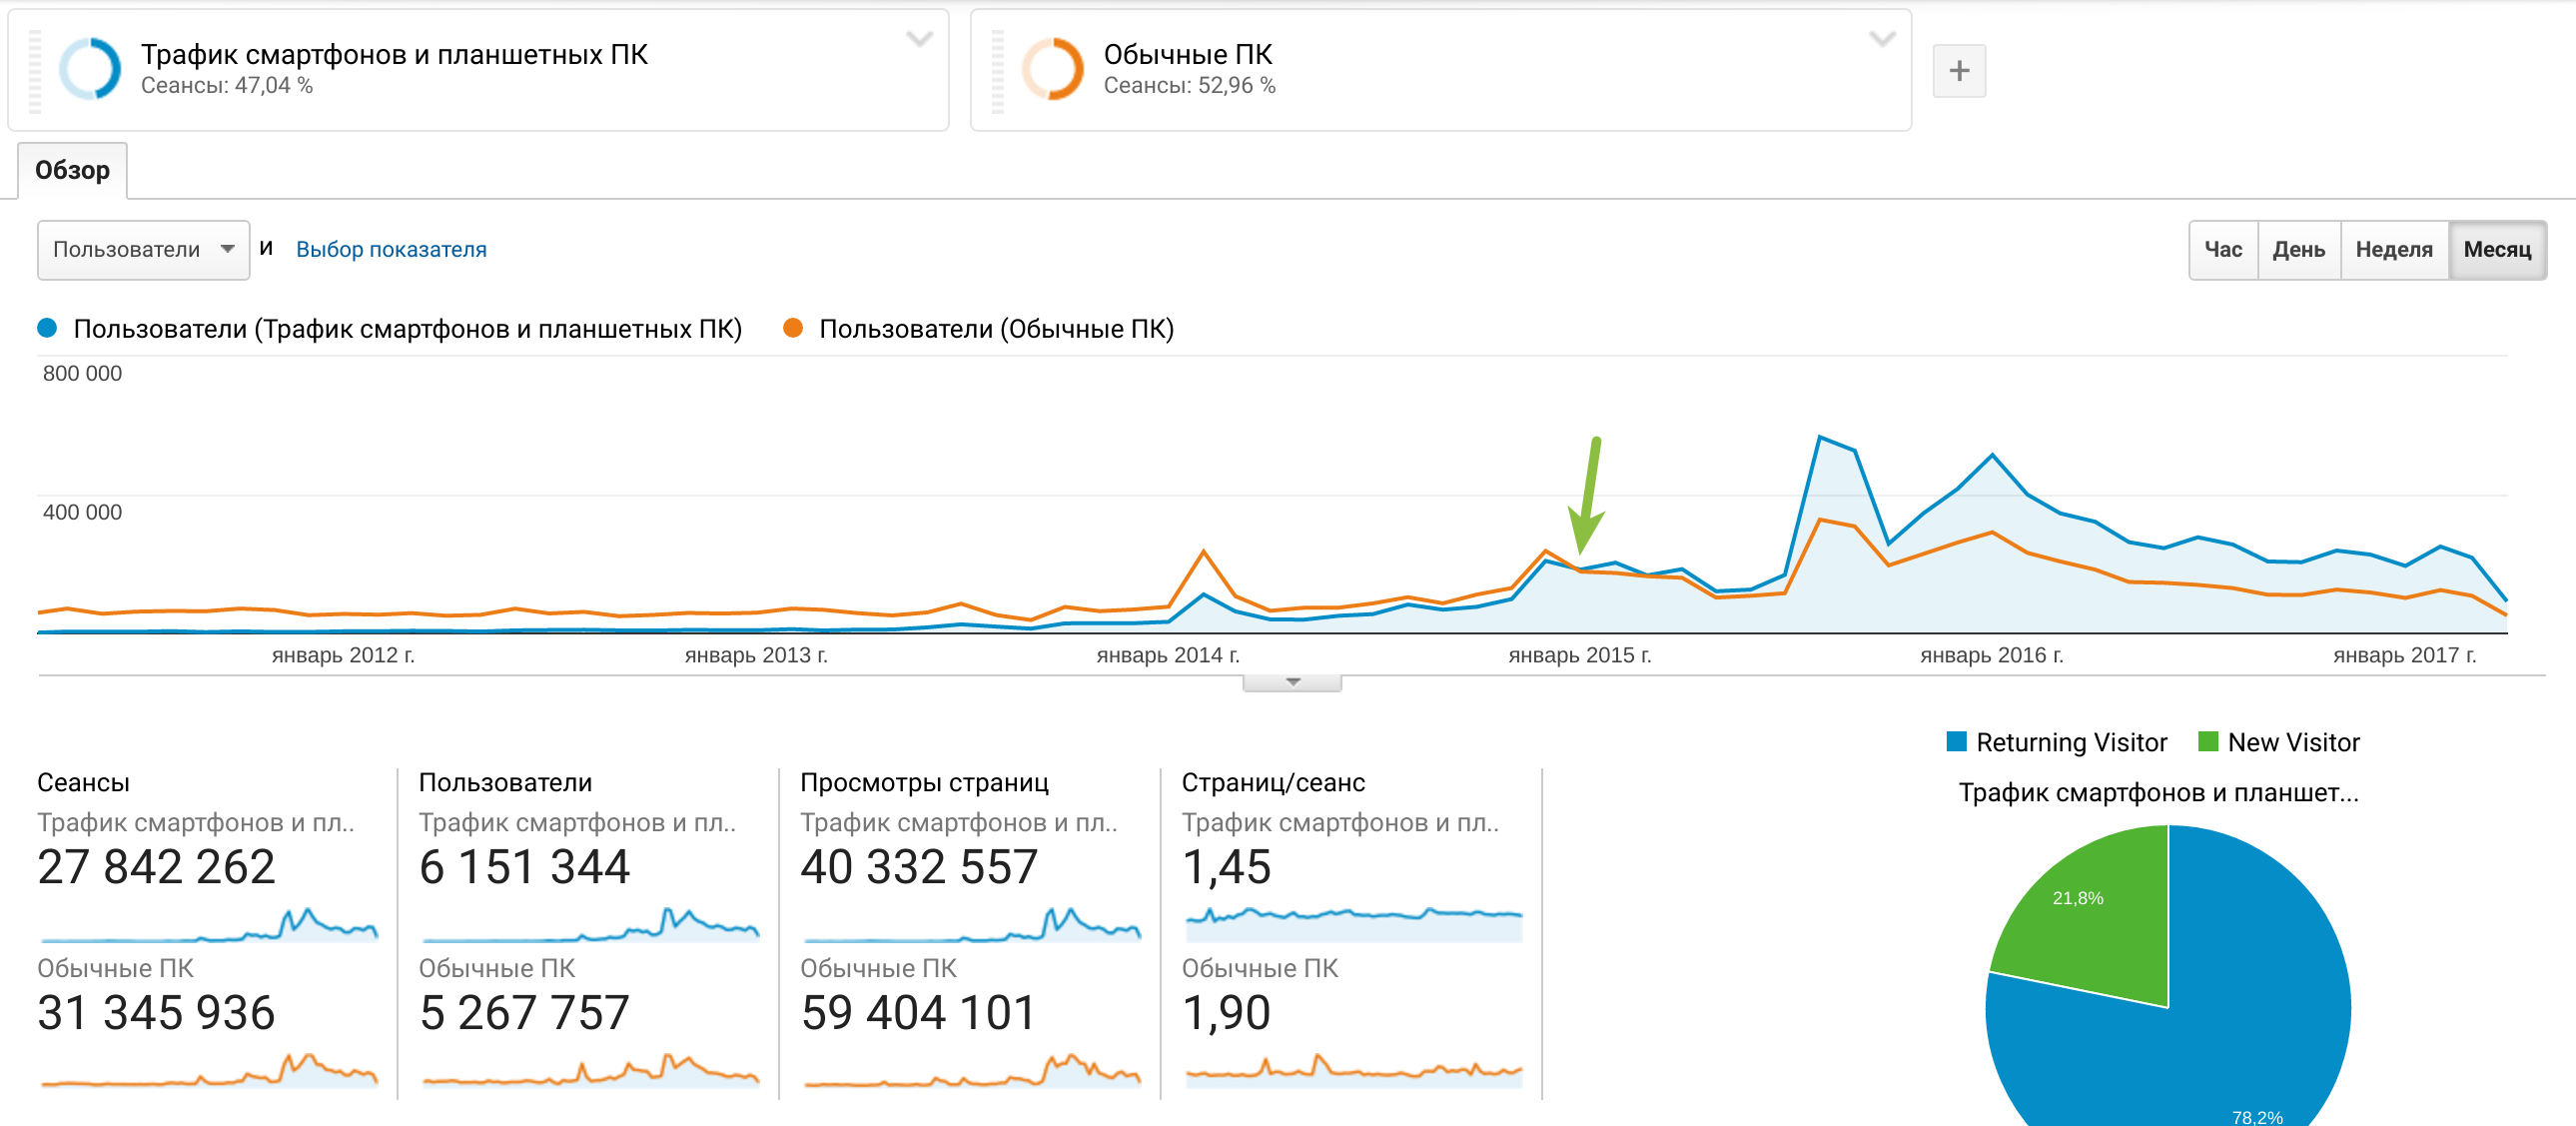 Трафик смартфонов и планшетных ПК
Сеансы: 47,04 %
Обычные ПК
Сеансы: 52,96 %
+
Обзор
Пользователи и Выбор показателя
Час День Неделя Месяц
Пользователи (Трафик смартфонов и планшетных ПК) Пользователи (Обычные ПК)
800 000
400 000
январь 2012 г. январь 2013 г. январь 2014 г. январь 2015 г. январь 2016 г. январь 2017 г.
Сеансы
Трафик смартфонов и пл..
27 842 262
Обычные ПК
31 345 936
Пользователи
Трафик смартфонов и пл..
6 151 344
Обычные ПК
5 267 757
Просмотры страниц
Трафик смартфонов и пл..
40 332 557
Обычные ПК
59 404 101
Страниц/сеанс
Трафик смартфонов и пл..
1,45
Обычные ПК
1,90
Returning Visitor New Visitor
Трафик смартфонов и планшет...
21,8%
78,2%